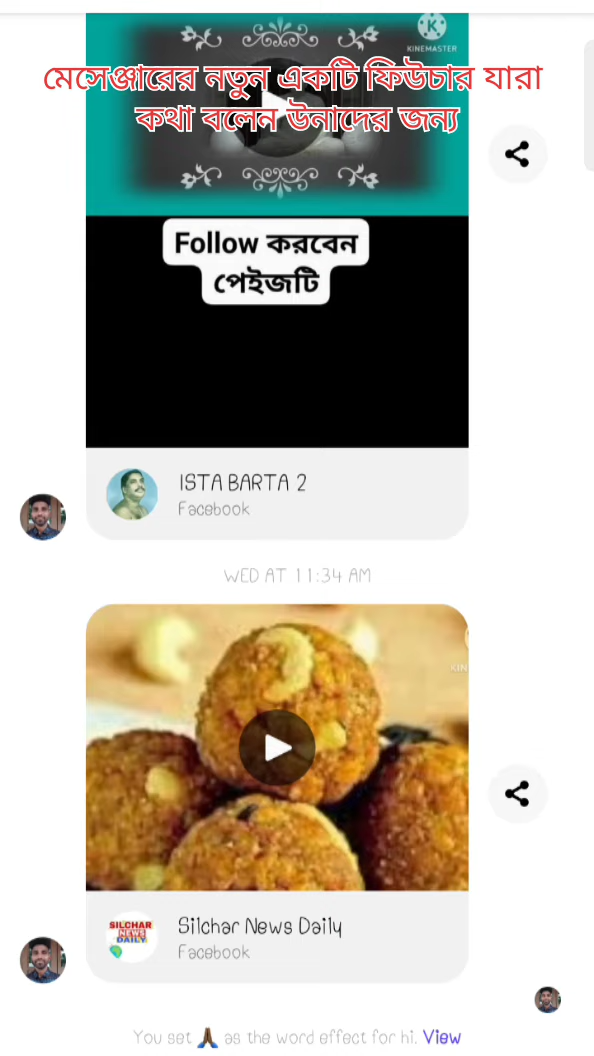 KINEMASTER
মেসেঞ্জারের নতুন একটি ফিউচার যারা
কথা বলেন উনাদের জন্য
Follow করবেন
পেইজটি
ISTA BARTA 2
Facebook
WED AT 11:34 AM
KIN
Silchar News Daily
SILCHAR
NEWS
DAILY
Facebook
You set 🙏🏾 as the word effect for hi. View